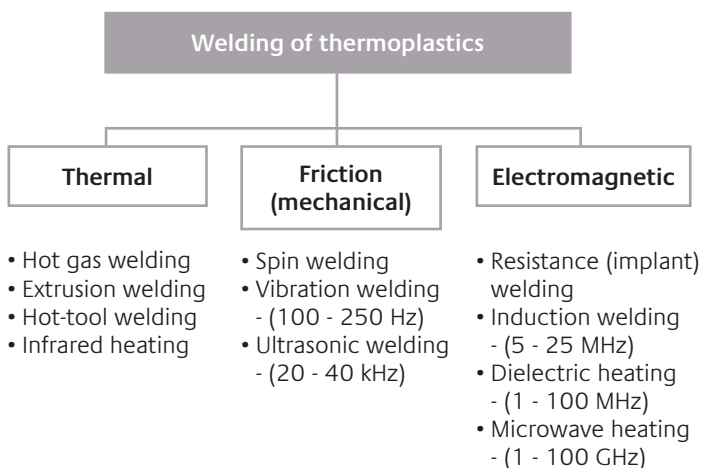 Welding of thermoplastics
Thermal
Friction
(mechanical)
Electromagnetic
• Hot gas welding
• Extrusion welding
• Hot-tool welding
• Infrared heating
• Spin welding
• Vibration welding
- (100 - 250 Hz)
• Ultrasonic welding
- (20 - 40 kHz)
• Resistance (implant)
welding
• Induction welding
- (5 - 25 MHz)
• Dielectric heating
- (1 - 100 MHz)
• Microwave heating
- (1 - 100 GHz)